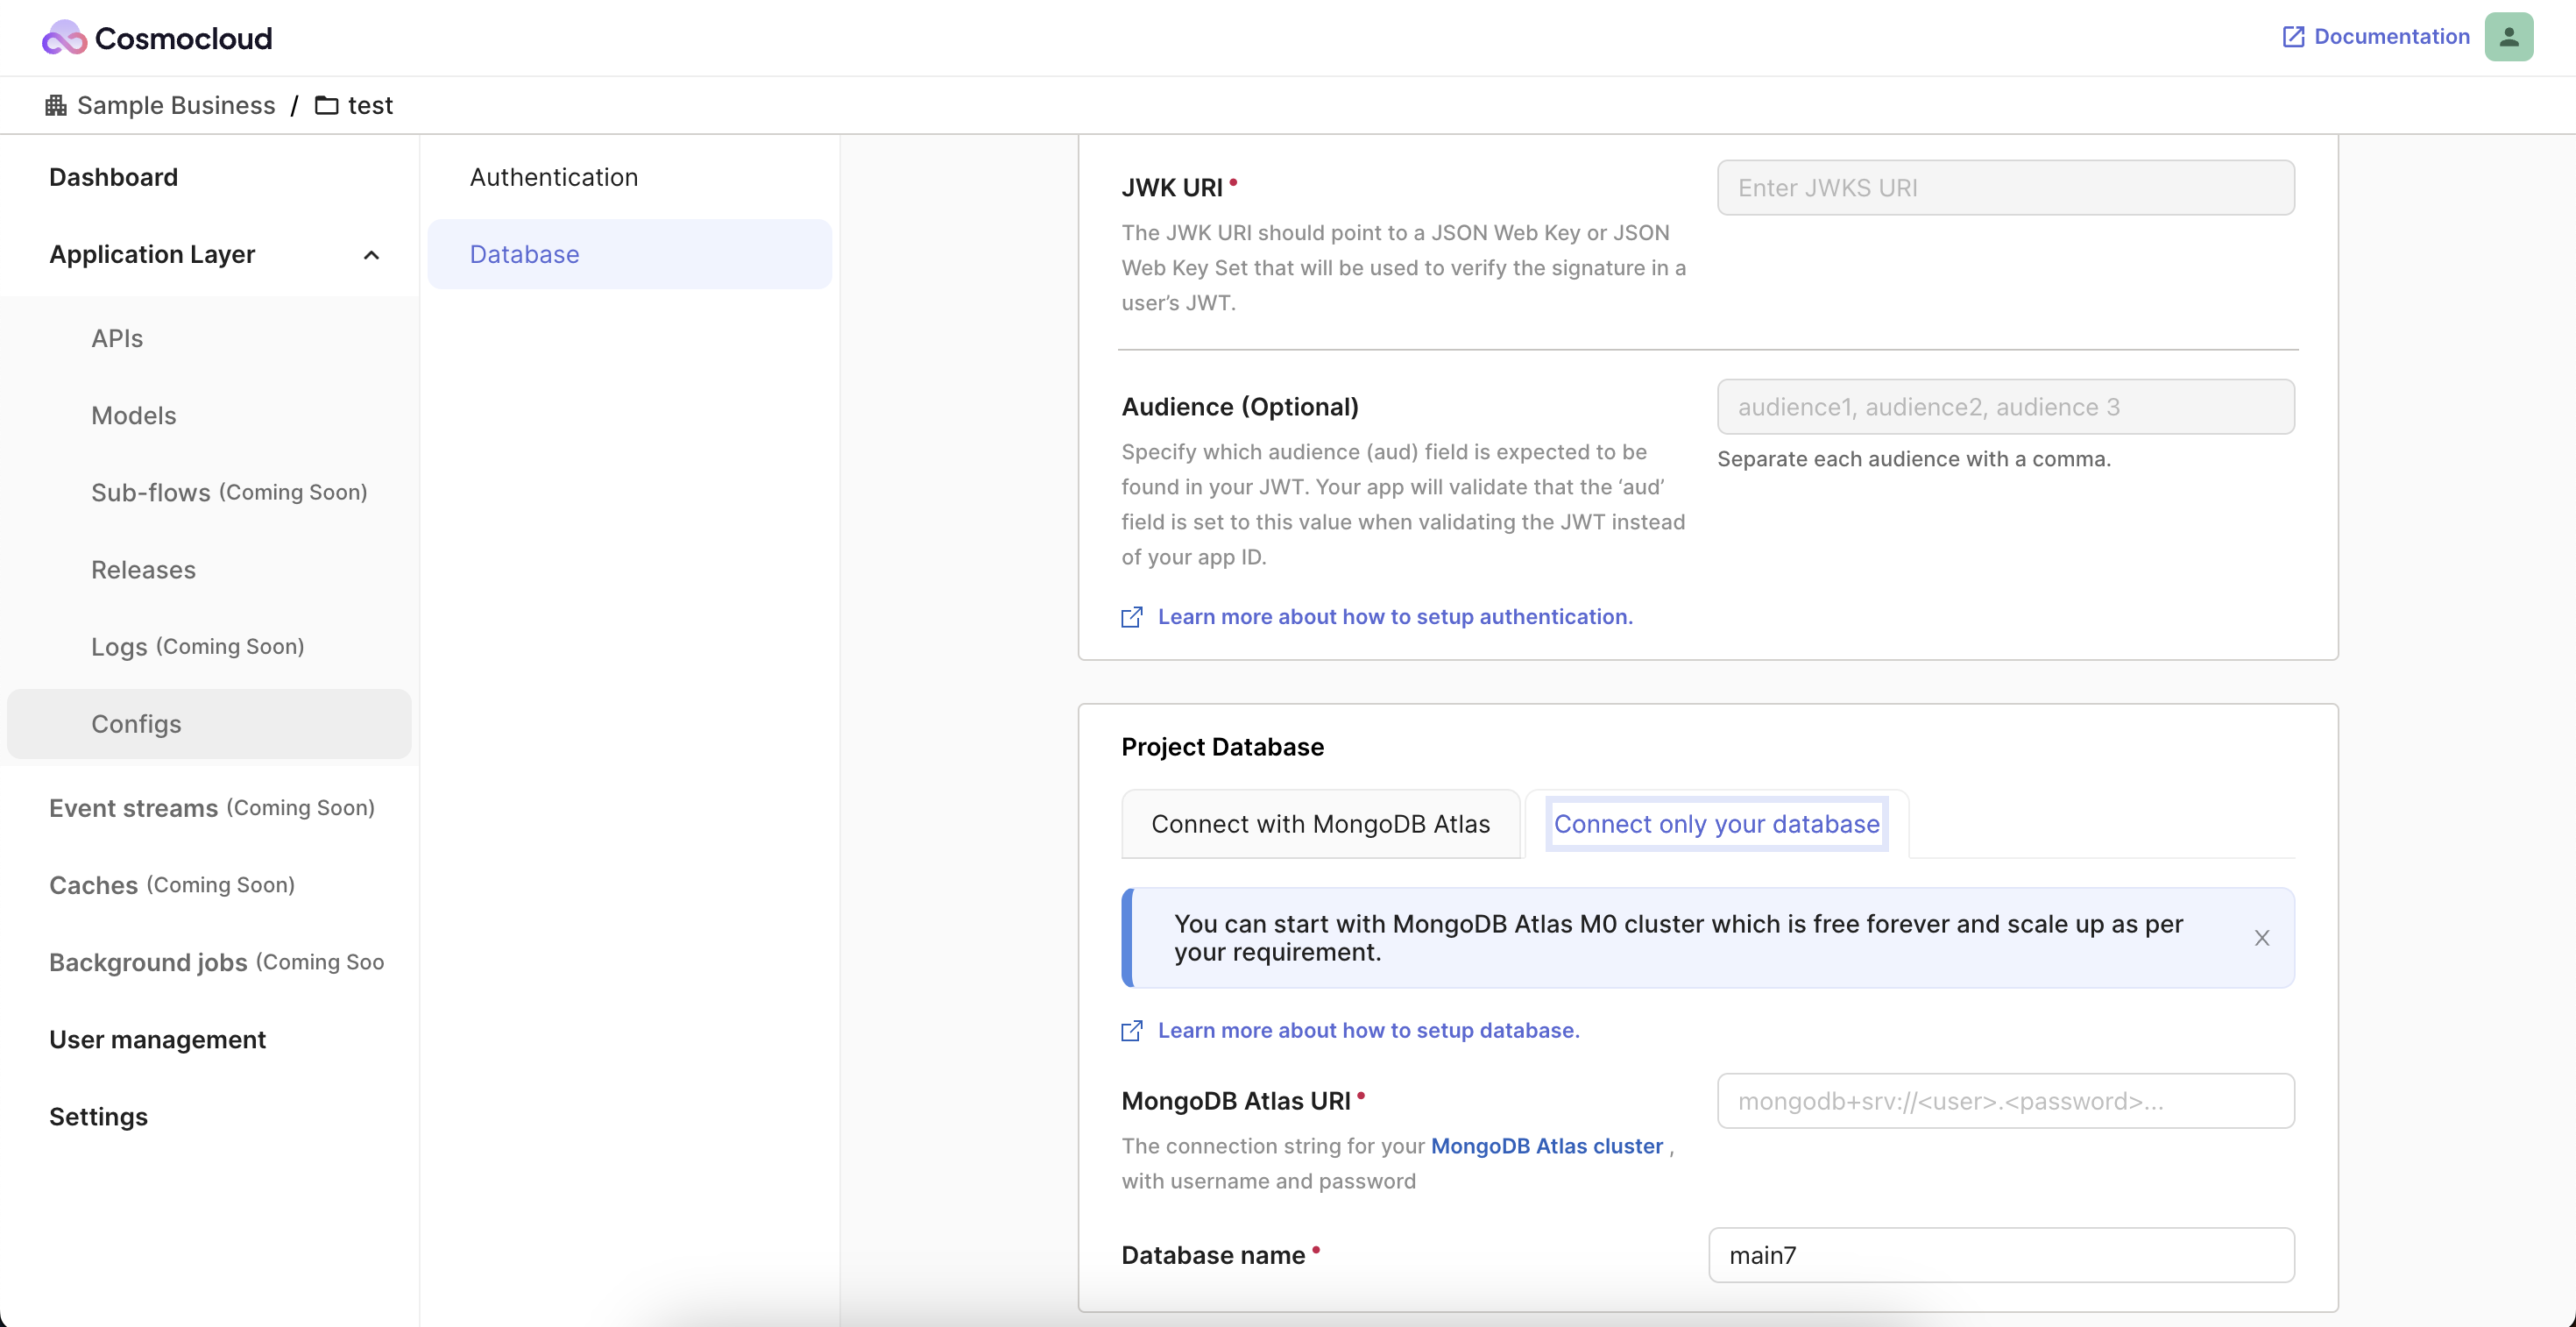 Cosmocloud
Documentation
Sample Business / test
Dashboard
Application Layer
APIs
Models
Sub-flows (Coming Soon)
Releases
Logs (Coming Soon)
Configs
Event streams (Coming Soon)
Caches (Coming Soon)
Background jobs (Coming Soo
User management
Settings
Authentication
Database
JWK URI
Enter JWKS URI
The JWK URI should point to a JSON Web Key or JSON
Web Key Set that will be used to verify the signature in a
user’s JWT.
Audience (Optional)
audience1, audience2, audience 3
Separate each audience with a comma.
Specify which audience (aud) field is expected to be
found in your JWT. Your app will validate that the ‘aud’
field is set to this value when validating the JWT instead
of your app ID.
Learn more about how to setup authentication.
Project Database
Connect with MongoDB Atlas
Connect only your database
You can start with MongoDB Atlas M0 cluster which is free forever and scale up as per
your requirement.
Learn more about how to setup database.
MongoDB Atlas URI
mongodb+srv://<user>.<password>...
The connection string for your MongoDB Atlas cluster ,
with username and password
Database name
main7